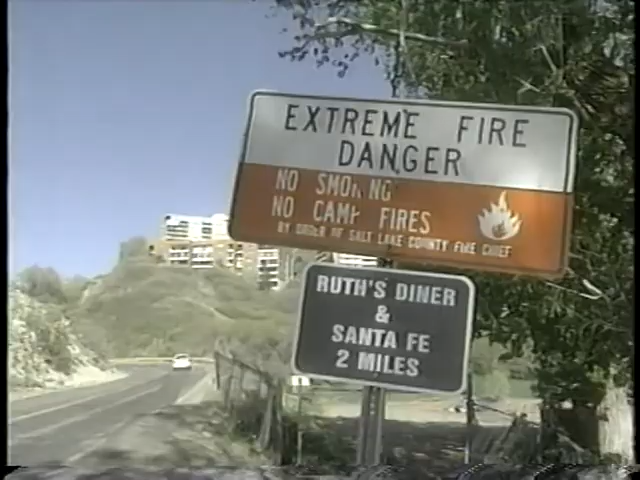 EXTREME FIRE
DANGER
NO SMOKING
NO CAMP FIRES
BY ORDER OF SALT LAKE COUNTY FIRE CHIEF
RUTH'S DINER
&
SANTA FE
2 MILES